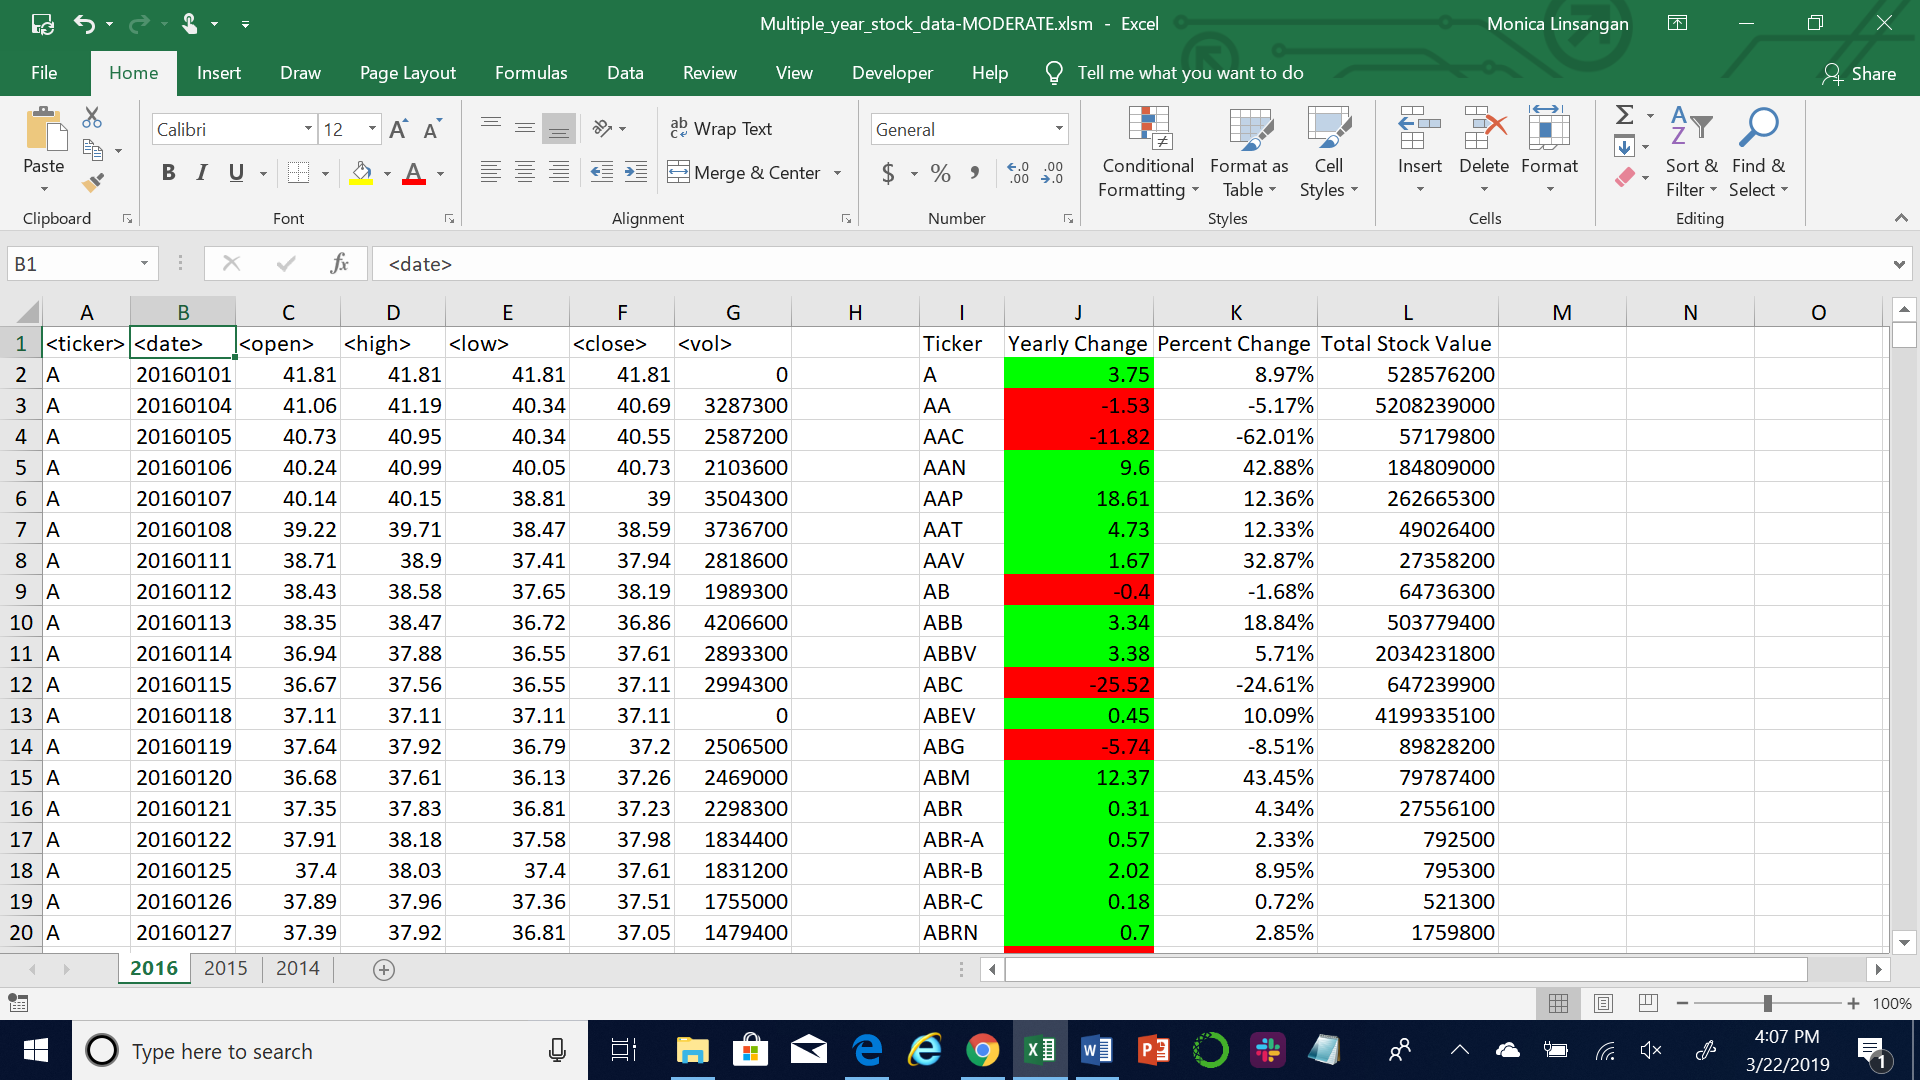 Multiple_year_stock_data-MODERATE.xlsm - Excel
Monica Linsangan
File Home Insert Draw Page Layout Formulas Data Review View Developer Help Tell me what you want to do Share
Calibri 12 ab Wrap Text General
Paste B I U A Merge & Center $ % , Conditional Formatting Format as Table Cell Styles Insert Delete Format Sort & Filter Find & Select
Clipboard Font Alignment Number Styles Cells Editing
B1 fx <date>
A B C D E F G H I J K L M N O
1 <ticker> <date> <open> <high> <low> <close> <vol> Ticker Yearly Change Percent Change Total Stock Value
2 A 20160101 41.81 41.81 41.81 41.81 0 A 3.75 8.97% 528576200
3 A 20160104 41.06 41.19 40.34 40.69 3287300 AA -1.53 -5.17% 5208239000
4 A 20160105 40.73 40.95 40.34 40.55 2587200 AAC -11.82 -62.01% 57179800
5 A 20160106 40.24 40.99 40.05 40.73 2103600 AAN 9.6 42.88% 184809000
6 A 20160107 40.14 40.15 38.81 39 3504300 AAP 18.61 12.36% 262665300
7 A 20160108 39.22 39.71 38.47 38.59 3736700 AAT 4.73 12.33% 49026400
8 A 20160111 38.71 38.9 37.41 37.94 2818600 AAV 1.67 32.87% 27358200
9 A 20160112 38.43 38.58 37.65 38.19 1989300 AB -0.4 -1.68% 64736300
10 A 20160113 38.35 38.47 36.72 36.86 4206600 ABB 3.34 18.84% 503779400
11 A 20160114 36.94 37.88 36.55 37.61 2893300 ABBV 3.38 5.71% 2034231800
12 A 20160115 36.67 37.56 36.55 37.11 2994300 ABC -25.52 -24.61% 647239900
13 A 20160118 37.11 37.11 37.11 37.11 0 ABEV 0.45 10.09% 4199335100
14 A 20160119 37.64 37.92 36.79 37.2 2506500 ABG -5.74 -8.51% 89828200
15 A 20160120 36.68 37.61 36.13 37.26 2469000 ABM 12.37 43.45% 79787400
16 A 20160121 37.35 37.83 36.81 37.23 2298300 ABR 0.31 4.34% 27556100
17 A 20160122 37.91 38.18 37.58 37.98 1834400 ABR-A 0.57 2.33% 792500
18 A 20160125 37.4 38.03 37.4 37.61 1831200 ABR-B 2.02 8.95% 795300
19 A 20160126 37.89 37.96 37.36 37.51 1755000 ABR-C 0.18 0.72% 521300
20 A 20160127 37.39 37.92 36.81 37.05 1479400 ABRN 0.7 2.85% 1759800
2016 2015 2014
100%
Type here to search
4:07 PM
3/22/2019
1